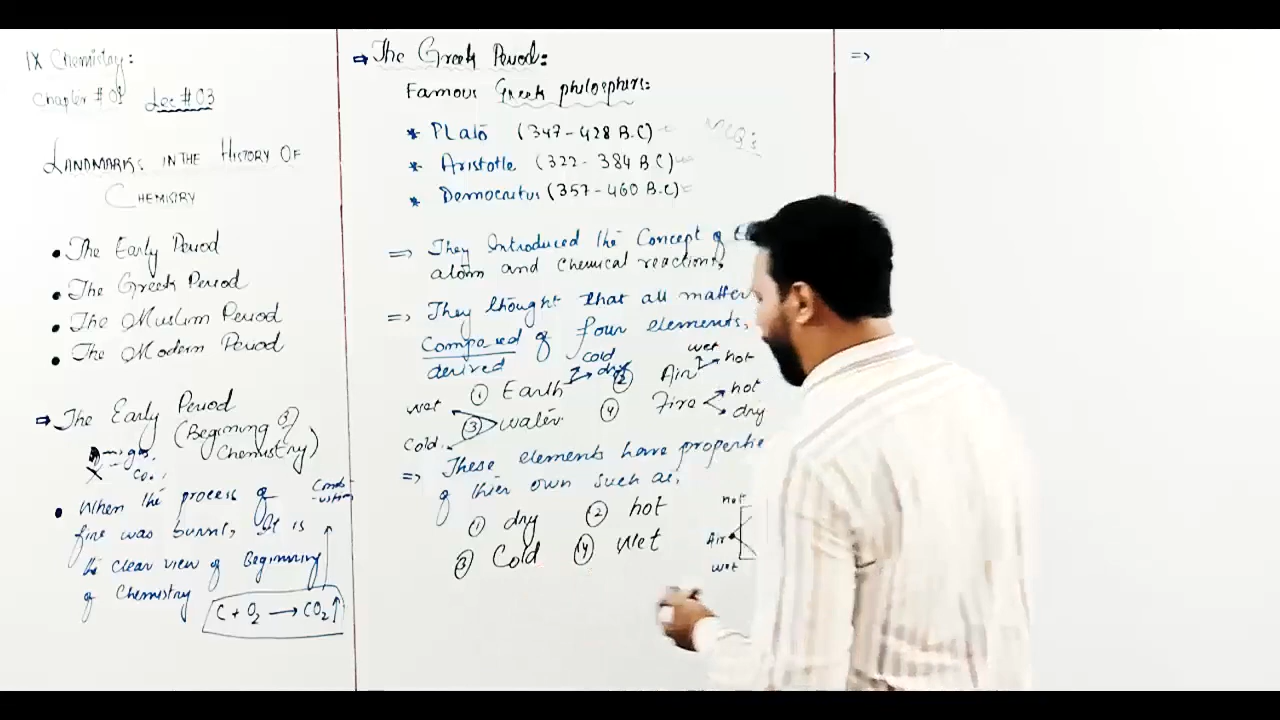 IX Chemistry:
Chapter # 01 Lec # 03
LANDMARKS IN THE HISTORY OF
CHEMISTRY
• The Early Period
• The Greek Period
• The Muslim Period
• The Modern Period
⇒ The Early Period
(Begining of
Chemistry)
→ gas,
CO₂
• When the process of
fire was burnt, It is
the clear view of Beginning
of Chemistry
C + O₂ → CO₂ ↑
⇒ The Greek Period:
Famous Greek philosphers:
* Plato (347 - 428 B.C)
* Aristotle (322 - 384 B.C)
* Democritus (357 - 460 B.C)
MCQ's
⇒ They Introduced the Concept of
atom and Chemical reactions,
⇒ They thought that all matter
Composed of four elements,
derived
① Earth cold dry
② Air wet hot
③ water wet Cold
④ Fire hot dry
⇒ These elements have propertie
of thier own such as,
① dry ② hot
③ Cold ④ Wet
hot
Air
wet
⇒